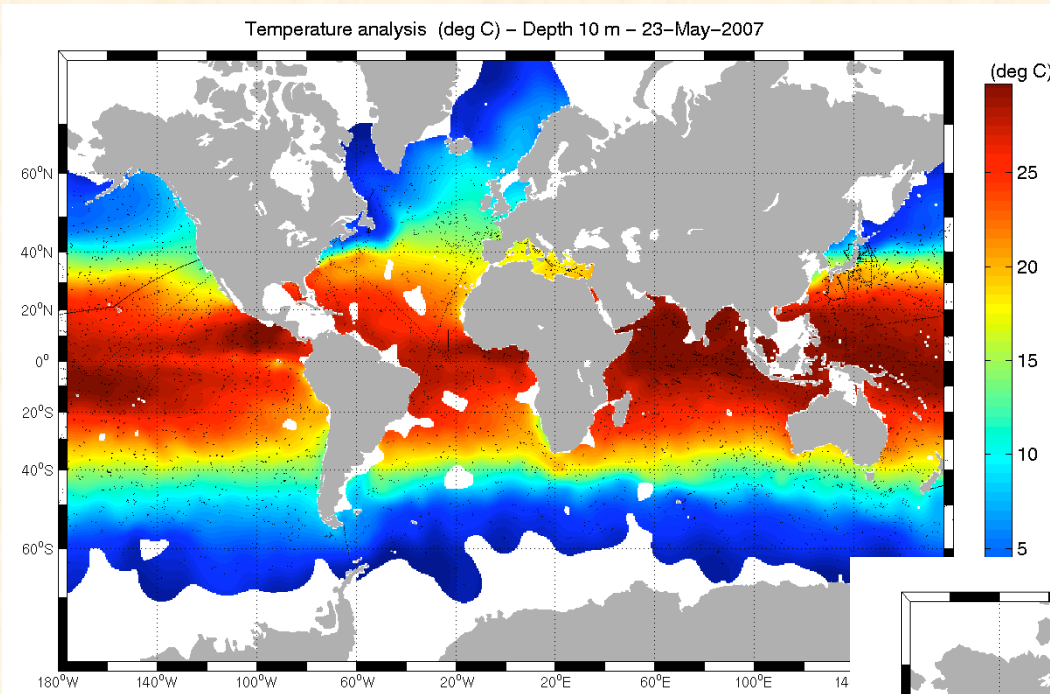 Temperature analysis (deg C) – Depth 10 m – 23–May–2007
(deg C)
25
20
15
10
5
60°N
40°N
20°N
0°
20°S
40°S
60°S
180°W 140°W 100°W 60°W 20°W 20°E 60°E 100°E 14